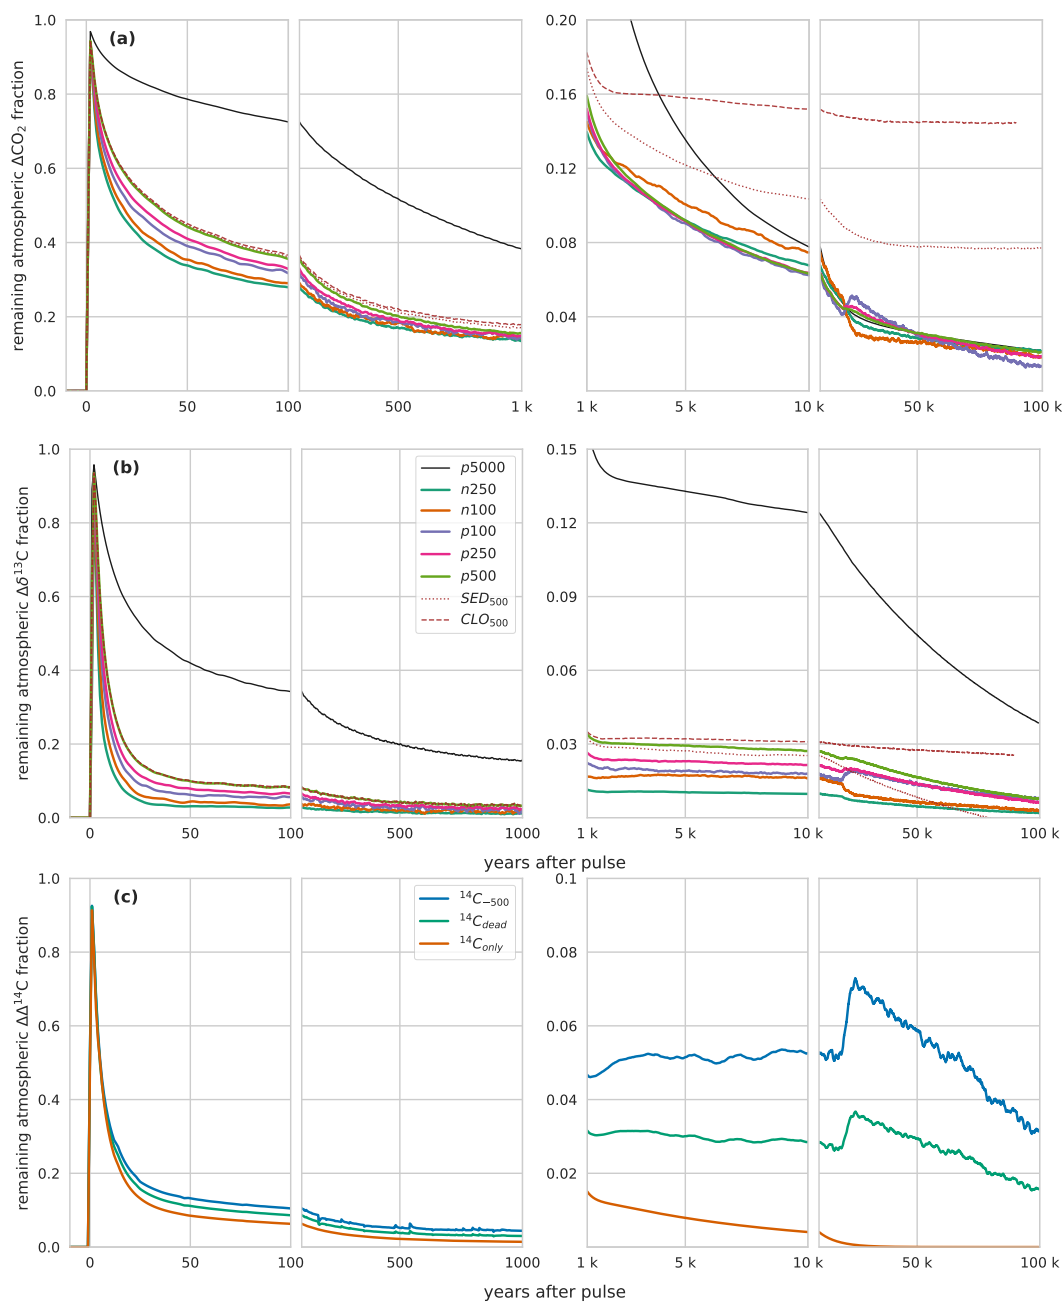 (a)
remaining atmospheric ΔCO₂ fraction
1.0
0.8
0.6
0.4
0.2
0.0
0 50 100 500 1 k
0.20
0.16
0.12
0.08
0.04
1 k 5 k 10 k 50 k 100 k
(b)
remaining atmospheric Δδ¹³C fraction
1.0
0.8
0.6
0.4
0.2
0.0
0 50 100 500 1000
p5000
n250
n100
p100
p250
p500
SED₅₀₀
CLO₅₀₀
0.15
0.12
0.09
0.06
0.03
1 k 5 k 10 k 50 k 100 k
years after pulse
(c)
remaining atmospheric ΔΔ¹⁴C fraction
1.0
0.8
0.6
0.4
0.2
0.0
0 50 100 500 1000
¹⁴C₋₅₀₀
¹⁴C_dead
¹⁴C_only
0.1
0.08
0.06
0.04
0.02
1 k 5 k 10 k 50 k 100 k
years after pulse